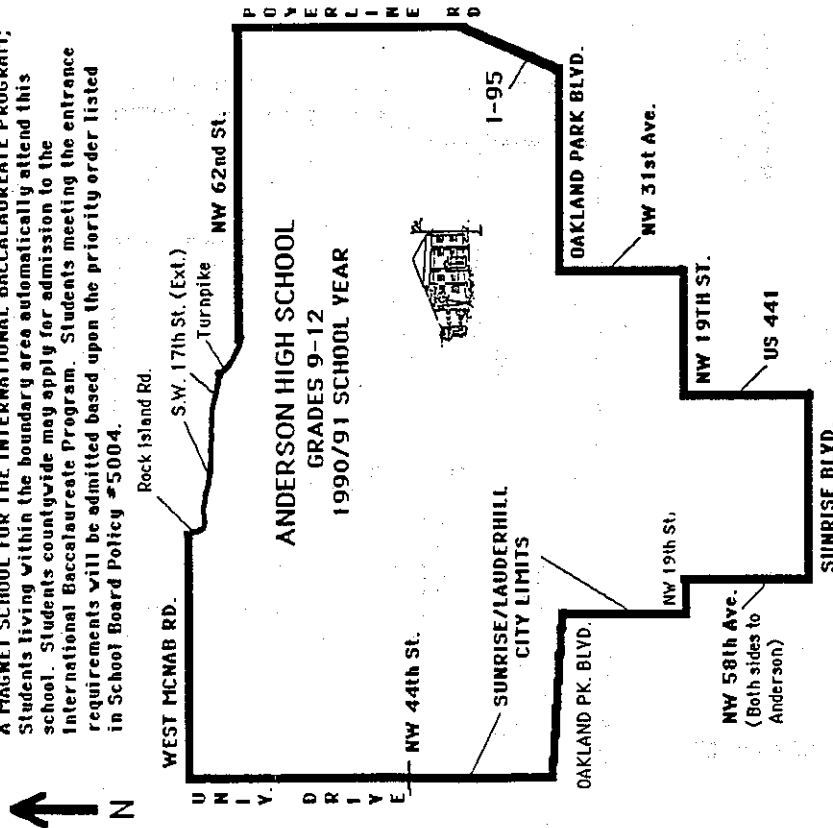 A MAGNET SCHOOL FOR THE INTERNATIONAL BACCALAUREATE PROGRAM;
Students living within the boundary area automatically attend this
school. Students countywide may apply for admission to the
International Baccalaureate Program. Students meeting the entrance
requirements will be admitted based upon the priority order listed
in School Board Policy #5004.
N
WEST MCNAB RD.
Rock Island Rd.
S.W. 17th St. (Ext.)
Turnpike
NW 62nd St.
POWERLINE RD
UNIV. DRIVE
ANDERSON HIGH SCHOOL
GRADES 9-12
1990/91 SCHOOL YEAR
I-95
NW 44th St.
SUNRISE/LAUDERHILL
CITY LIMITS
OAKLAND PK. BLVD.
OAKLAND PARK BLVD.
NW 31st Ave.
NW 19th St.
NW 19TH ST.
NW 58th Ave.
(Both sides to
Anderson)
US 441
SUNRISE BLVD